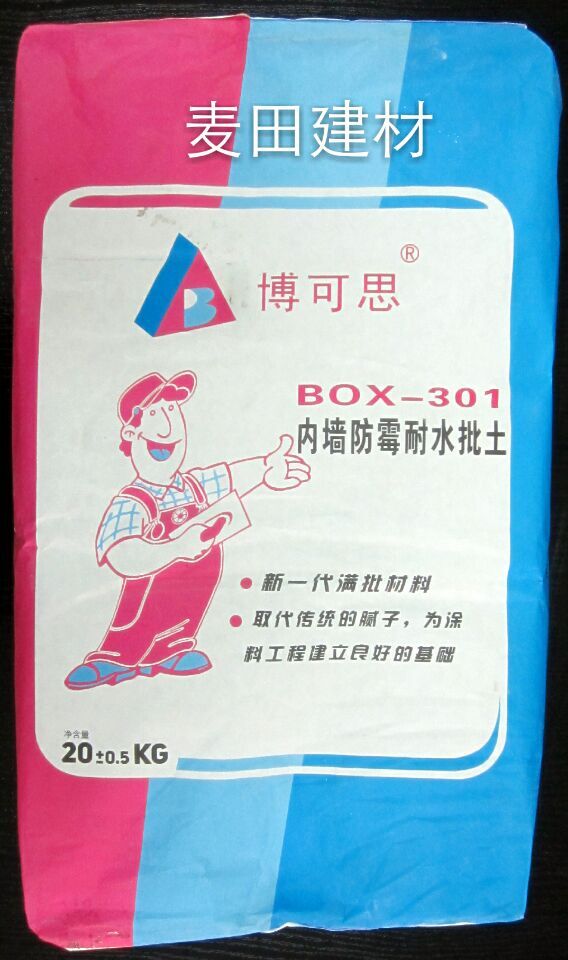 麦田建材
博可思®
BOX-301
内墙防霉耐水批土
● 新一代满批材料
● 取代传统的腻子，为涂
料工程建立良好的基础
净含量
20±0.5 KG